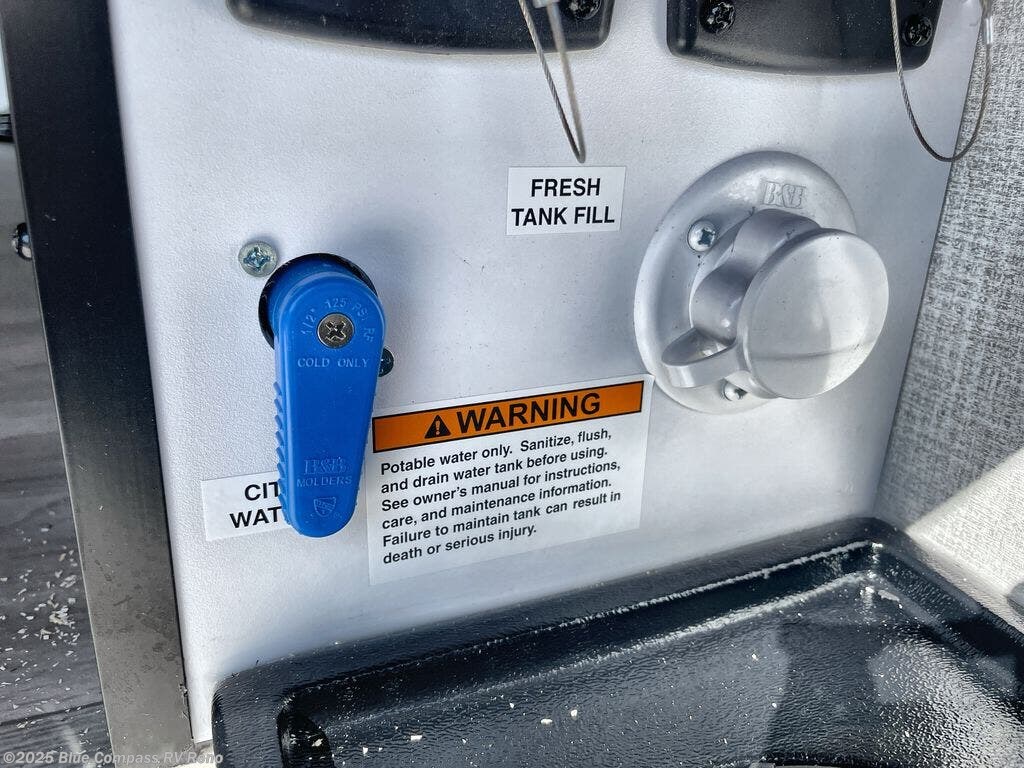 B&B
FRESH
TANK FILL
1/2" 125 PSI RF
COLD ONLY
B&B
MOLDERS
CIT
WAT
WARNING
Potable water only. Sanitize, flush,
and drain water tank before using.
See owner's manual for instructions,
care, and maintenance information.
Failure to maintain tank can result in
death or serious injury.
©2025 Blue Compass RV Reno